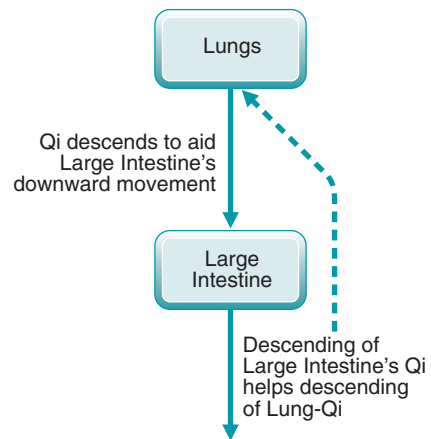 Lungs
Qi descends to aid
Large Intestine's
downward movement
Large
Intestine
Descending of
Large Intestine's Qi
helps descending
of Lung-Qi